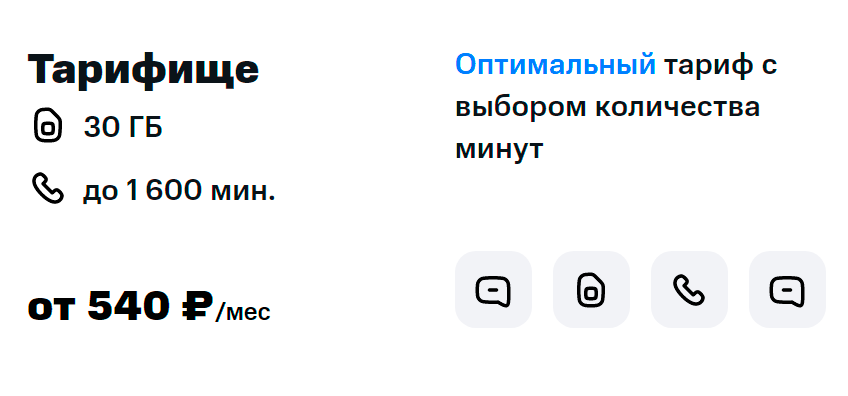 Тарифище
30 ГБ
до 1 600 мин.
от 540 ₽/мес
Оптимальный тариф с
выбором количества
минут